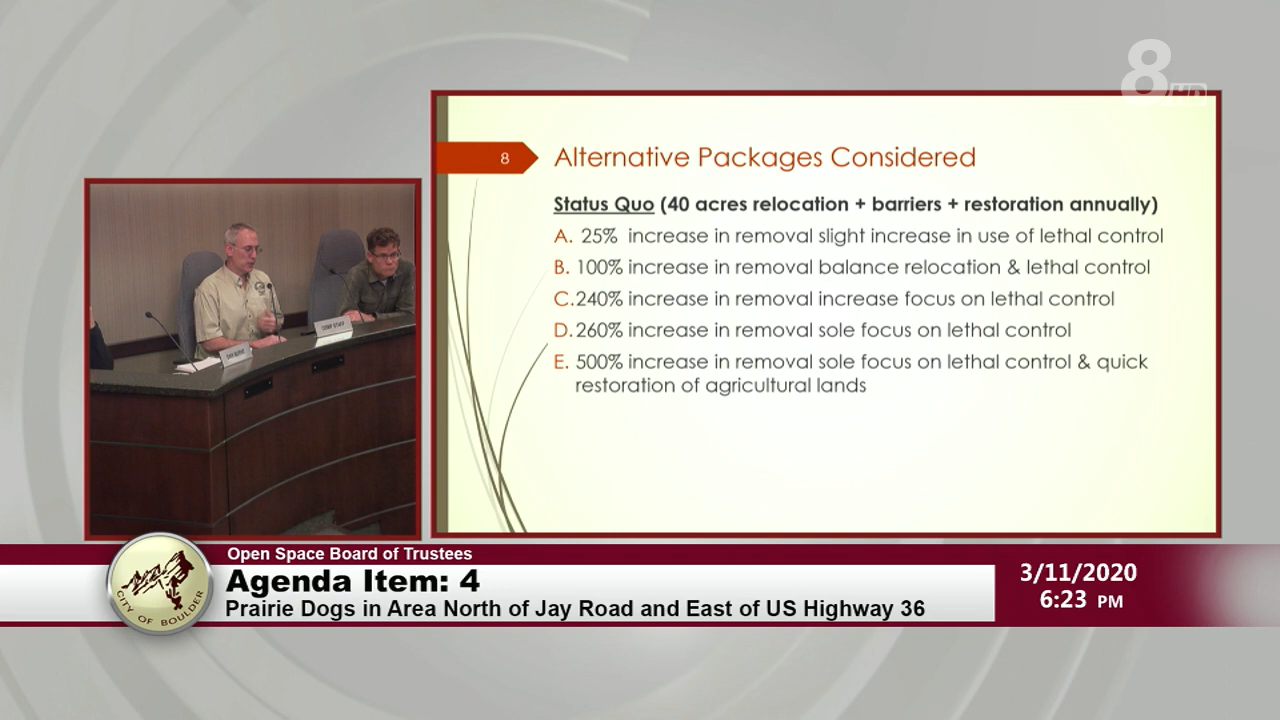 8
HD
8
Alternative Packages Considered
Status Quo (40 acres relocation + barriers + restoration annually)
A. 25% increase in removal slight increase in use of lethal control
B. 100% increase in removal balance relocation & lethal control
C. 240% increase in removal increase focus on lethal control
D. 260% increase in removal sole focus on lethal control
E. 500% increase in removal sole focus on lethal control & quick
restoration of agricultural lands
Open Space Board of Trustees
Agenda Item: 4
Prairie Dogs in Area North of Jay Road and East of US Highway 36
3/11/2020
6:23 PM
CITY OF BOULDER